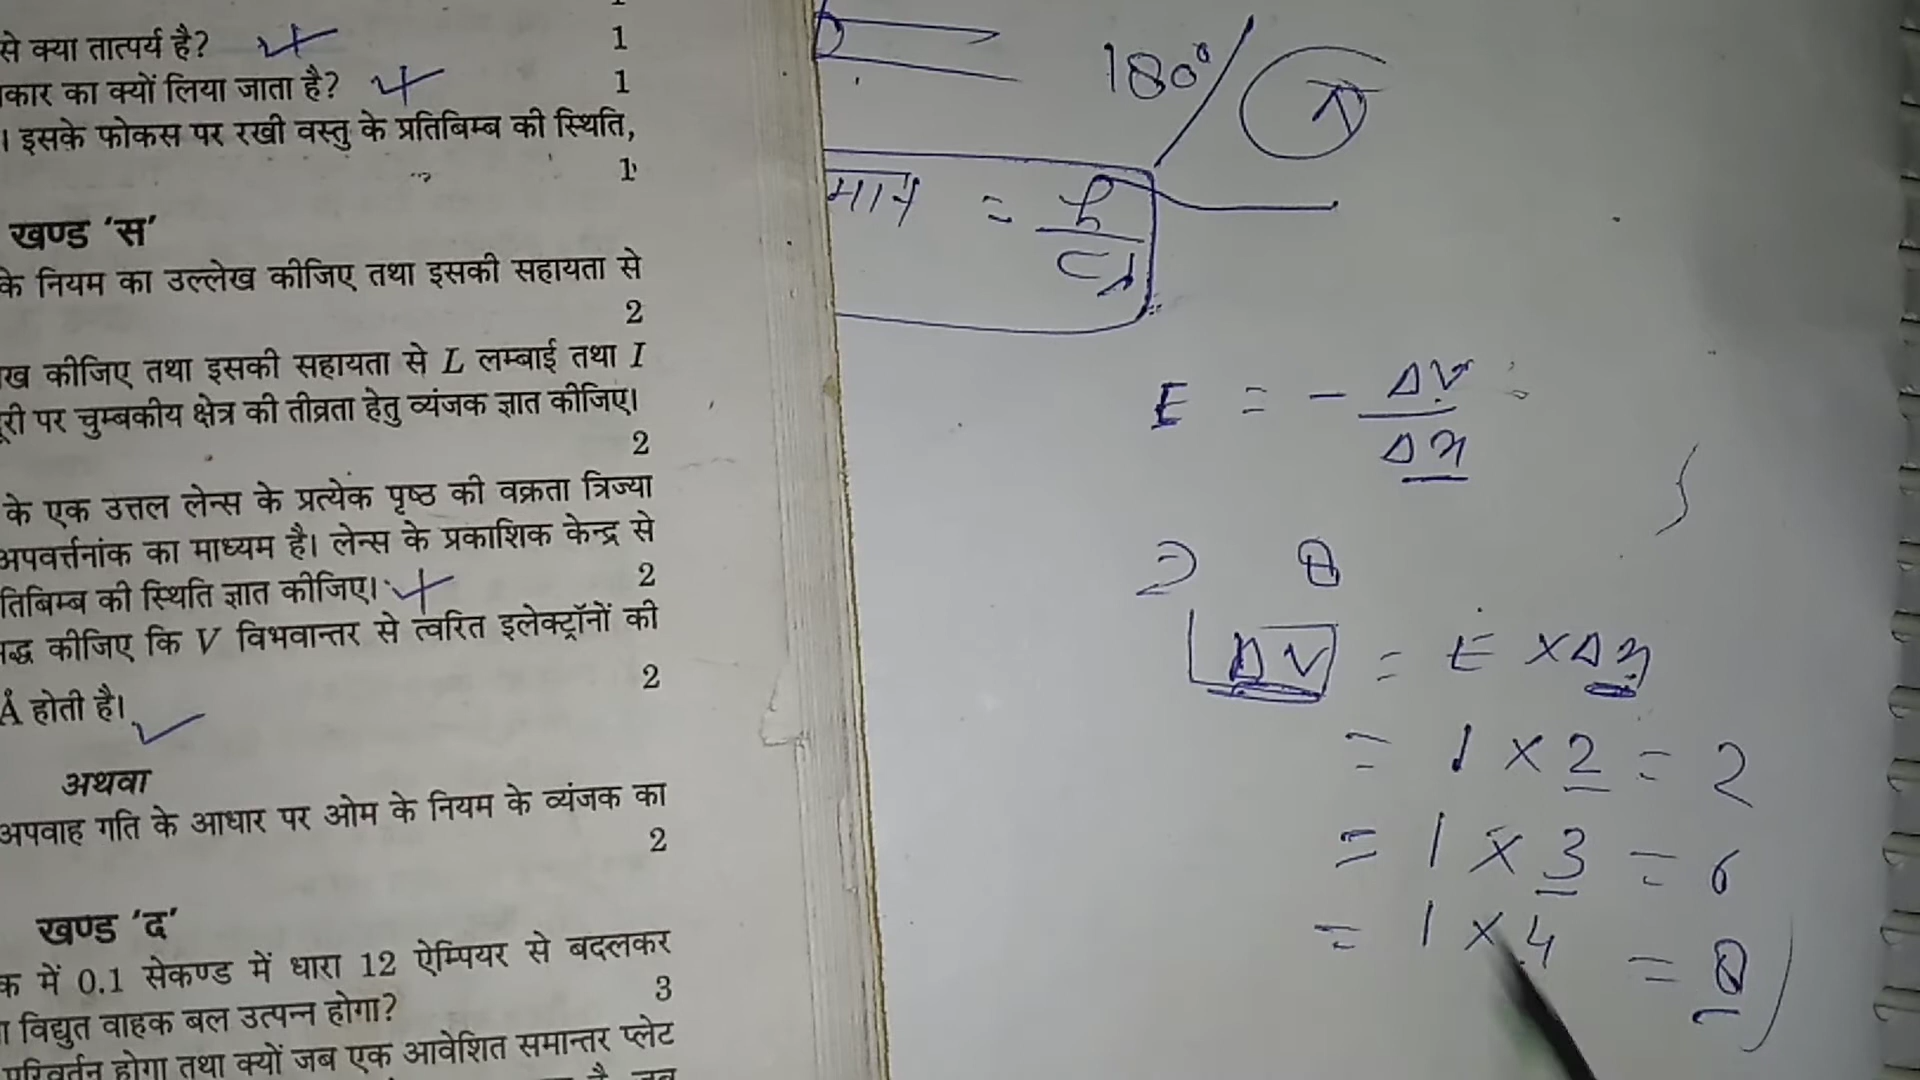 1
से क्या तात्पर्य है? 1
कार का क्यों लिया जाता है? 1
। इसके फोकस पर रखी वस्तु के प्रतिबिम्ब की स्थिति,
1
खण्ड 'स'
के नियम का उल्लेख कीजिए तथा इसकी सहायता से
2
ख कीजिए तथा इसकी सहायता से L लम्बाई तथा I
दूरी पर चुम्बकीय क्षेत्र की तीव्रता हेतु व्यंजक ज्ञात कीजिए।
2
के एक उत्तल लेन्स के प्रत्येक पृष्ठ की वक्रता त्रिज्या
अपवर्त्तनांक का माध्यम है। लेन्स के प्रकाशिक केन्द्र से
तिबिम्ब की स्थिति ज्ञात कीजिए। 2
द्ध कीजिए कि V विभवान्तर से त्वरित इलेक्ट्रॉनों की
2
Å होती है।
अथवा
अपवाह गति के आधार पर ओम के नियम के व्यंजक का
2
खण्ड 'द'
क में 0.1 सेकण्ड में धारा 12 ऐम्पियर से बदलकर
3
विद्युत वाहक बल उत्पन्न होगा?
परिवर्तन होगा तथा क्यों जब एक आवेशित समान्तर प्लेट
180° / π
मान =
E = - ΔV
Δx
ΔV = E × Δx
= 1 × 2 = 2
= 1 × 3 = 6
= 1 × 4 = 8